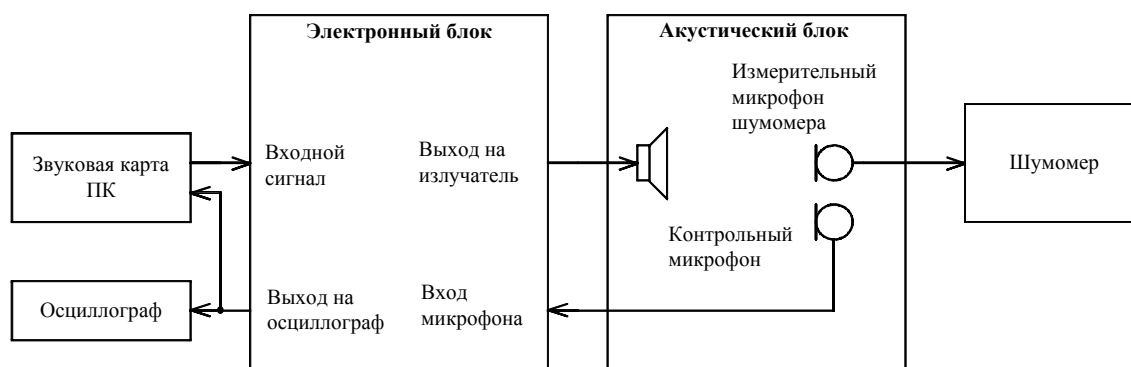 Электронный блок
Акустический блок
Измерительный
микрофон
шумомера
Звуковая карта
ПК
Входной
сигнал
Выход на
излучатель
Шумомер
Контрольный
микрофон
Осциллограф
Выход на
осциллограф
Вход
микрофона